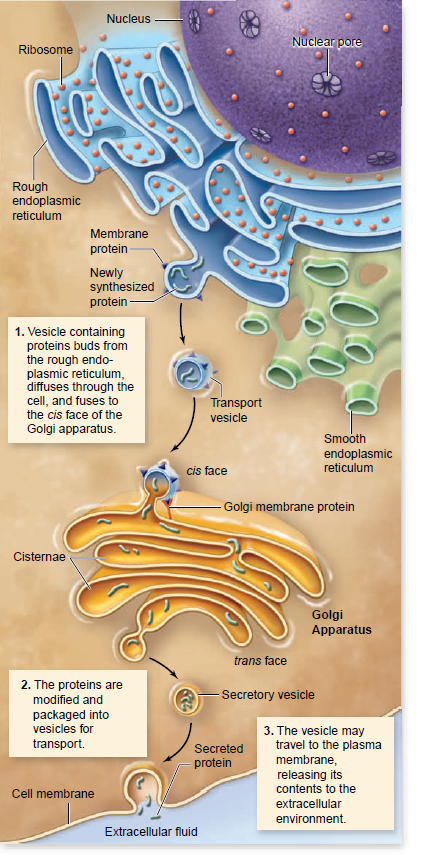 Nucleus
Nuclear pore
Ribosome
Rough
endoplasmic
reticulum
Membrane
protein
Newly
synthesized
protein
1. Vesicle containing
proteins buds from
the rough endo-
plasmic reticulum,
diffuses through the
cell, and fuses to
the cis face of the
Golgi apparatus.
Transport
vesicle
Smooth
endoplasmic
reticulum
cis face
Golgi membrane protein
Cisternae
Golgi
Apparatus
trans face
2. The proteins are
modified and
packaged into
vesicles for
transport.
Secretory vesicle
3. The vesicle may
travel to the plasma
membrane,
releasing its
contents to the
extracellular
environment.
Secreted
protein
Cell membrane
Extracellular fluid